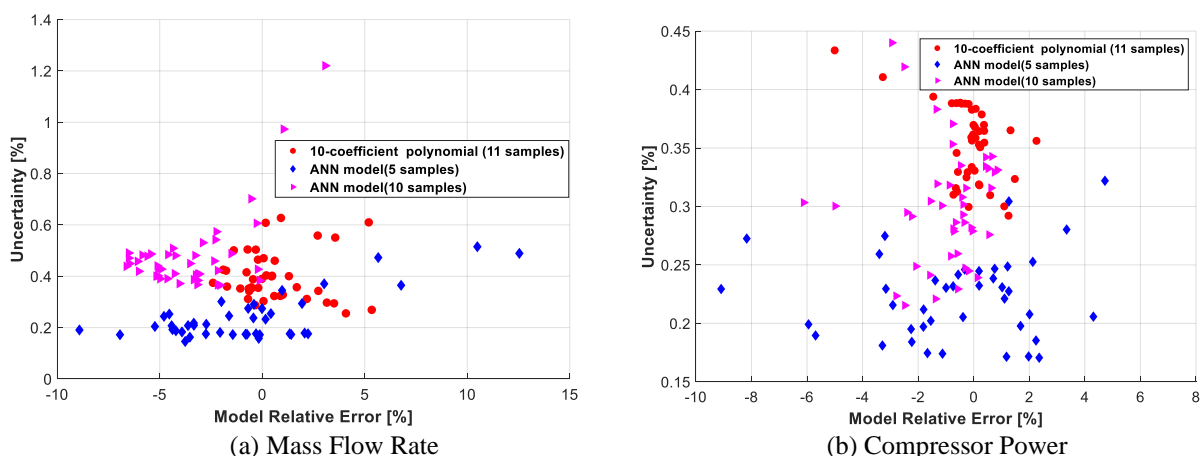 1.4
1.2
1
0.8
0.6
0.4
0.2
0
Uncertainty [%]
10-coefficient polynomial (11 samples)
ANN model(5 samples)
ANN model(10 samples)
-10
-5
0
5
10
15
Model Relative Error [%]
(a) Mass Flow Rate
0.45
0.4
0.35
0.3
0.25
0.2
0.15
Uncertainty [%]
10-coefficient polynomial (11 samples)
ANN model(5 samples)
ANN model(10 samples)
-10
-8
-6
-4
-2
0
2
4
6
8
Model Relative Error [%]
(b) Compressor Power